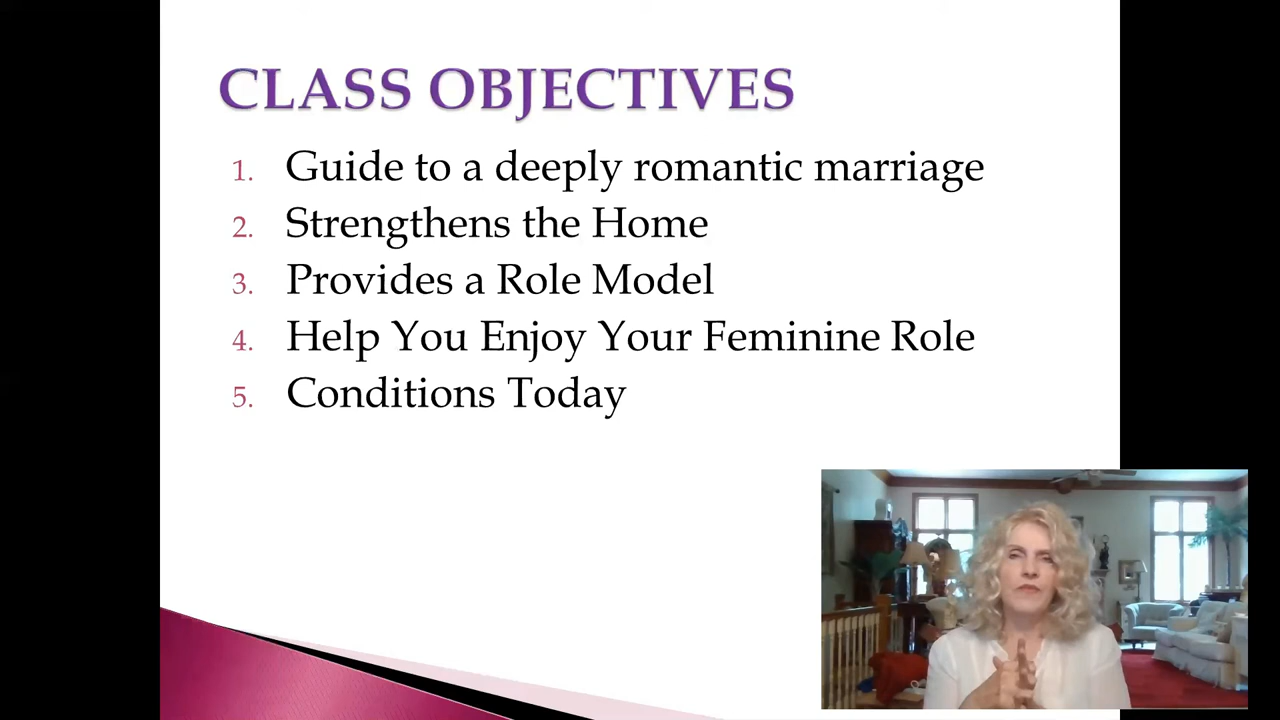 CLASS OBJECTIVES
1. Guide to a deeply romantic marriage
2. Strengthens the Home
3. Provides a Role Model
4. Help You Enjoy Your Feminine Role
5. Conditions Today